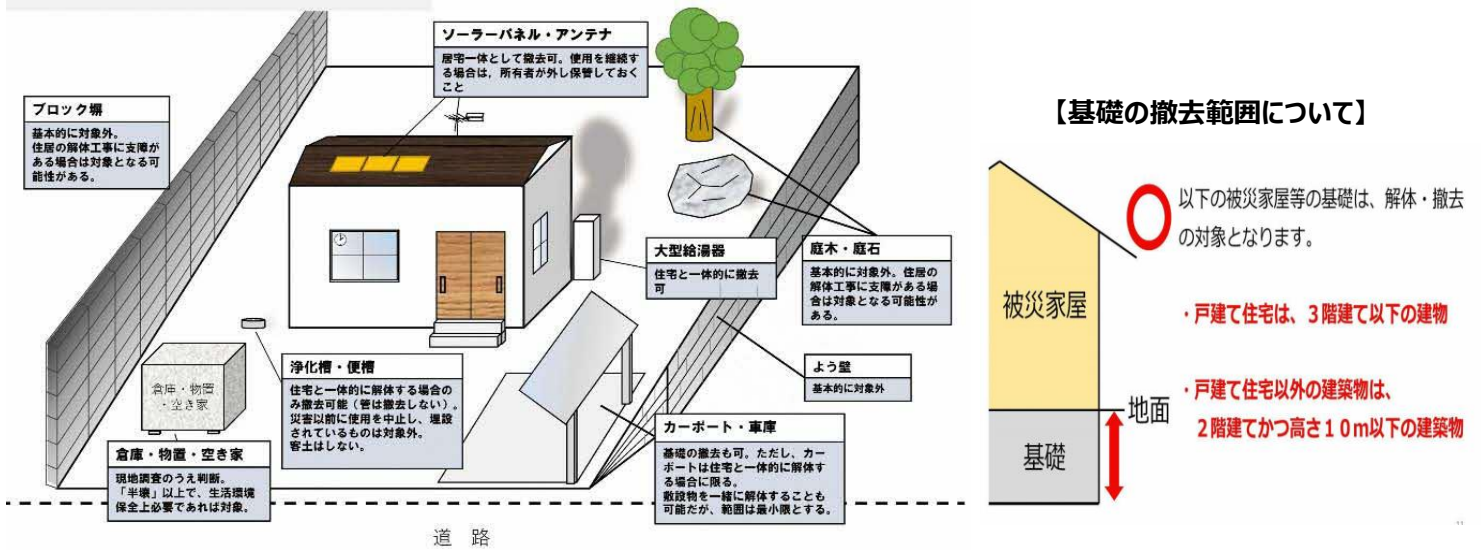 ソーラーパネル・アンテナ
居宅一体として撤去可。使用を継続す
る場合は，所有者が外し保管しておく
こと
ブロック塀
基本的に対象外。
住居の解体工事に支障が
ある場合は対象となる可
能性がある。
大型給湯器
住宅と一体的に撤去
可
庭木・庭石
基本的に対象外。住居の
解体工事に支障がある場
合は対象となる可能性が
ある。
よう壁
基本的に対象外
浄化槽・便槽
住宅と一体的に解体する場合の
み撤去可能（管は撤去しない）。
災害以前に使用を中止し、埋設
されているものは対象外。
客土はしない。
倉庫・物置
・空き家
倉庫・物置・空き家
現地調査のうえ判断。
「半壊」以上で、生活環境
保全上必要であれば対象。
カーポート・車庫
基礎の撤去も可。ただし、カー
ポートは住宅と一体的に解体す
る場合に限る。
敷設物を一緒に解体することも
可能だが、範囲は最小限とする。
道 路
【基礎の撤去範囲について】
以下の被災家屋等の基礎は、解体・撤去
の対象となります。
被災家屋
・戸建て住宅は、３階建て以下の建物
・戸建て住宅以外の建築物は、
２階建てかつ高さ１０ｍ以下の建築物
地面
基礎
11